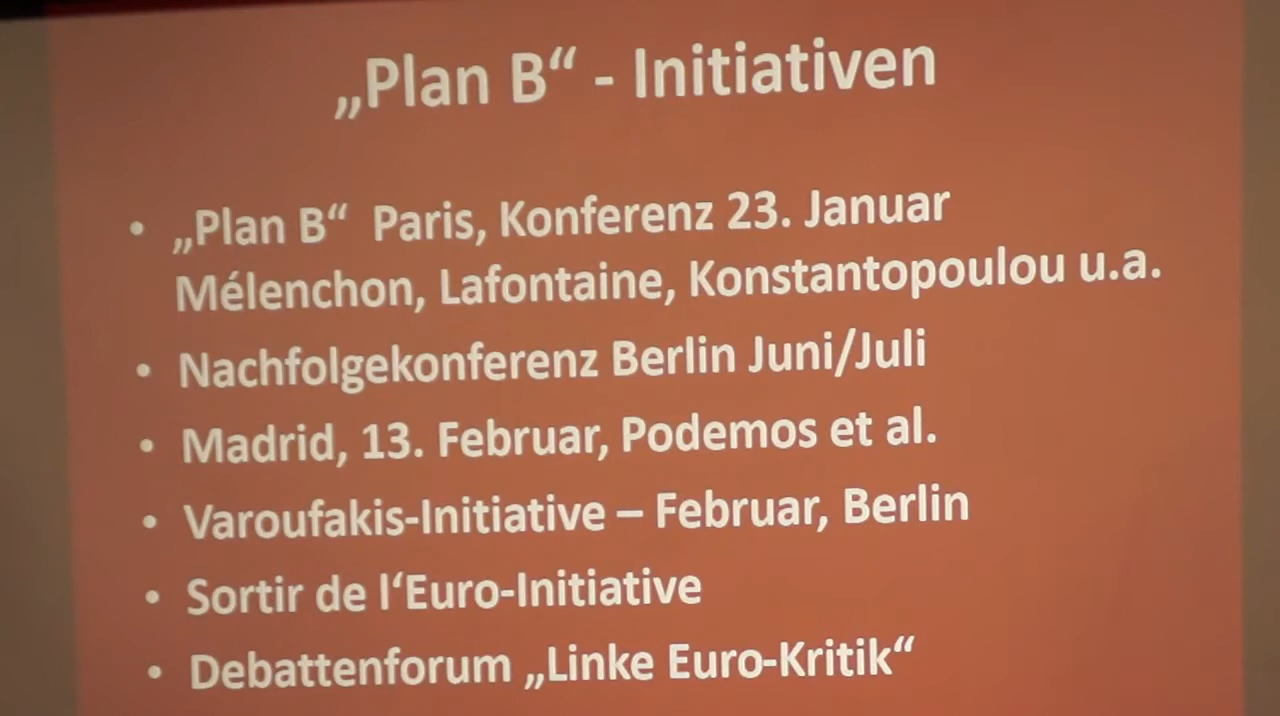 „Plan B“ - Initiativen
• „Plan B“ Paris, Konferenz 23. Januar
Mélenchon, Lafontaine, Konstantopoulou u.a.
• Nachfolgekonferenz Berlin Juni/Juli
• Madrid, 13. Februar, Podemos et al.
• Varoufakis-Initiative – Februar, Berlin
• Sortir de l‘Euro-Initiative
• Debattenforum „Linke Euro-Kritik“